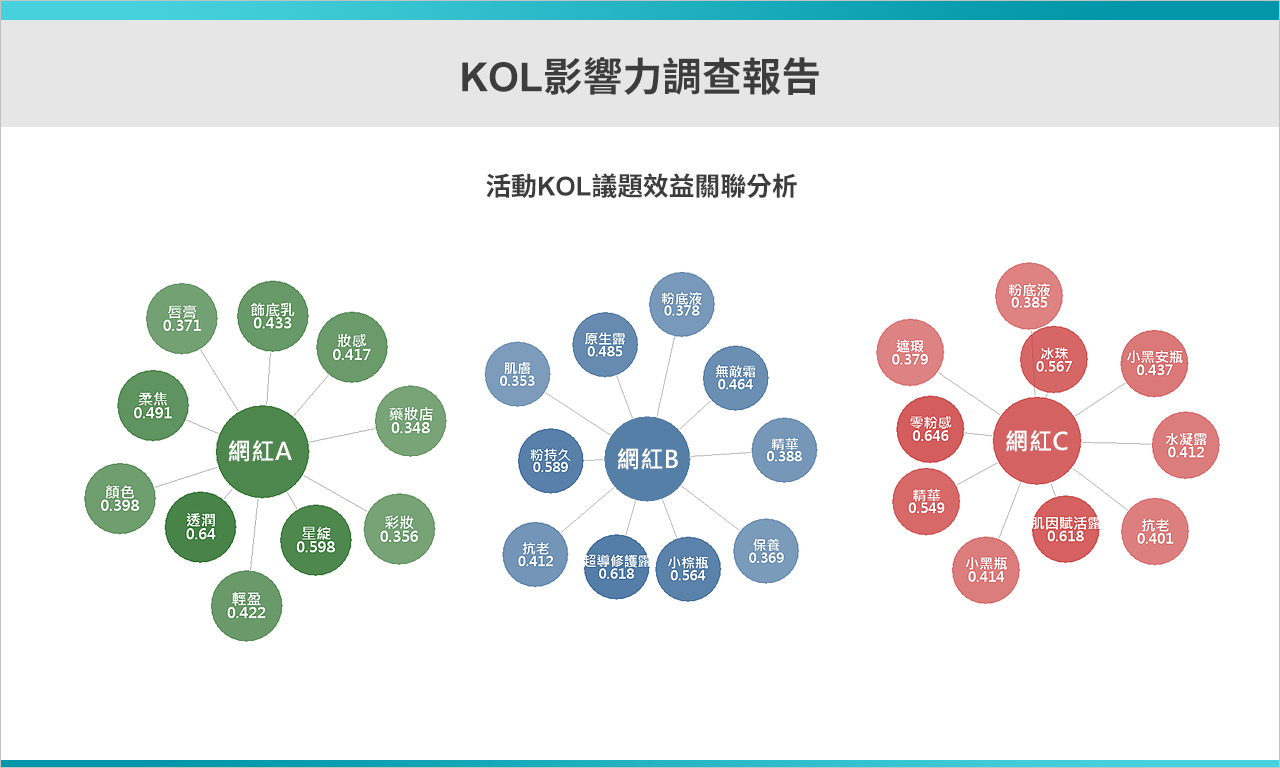 KOL影響力調查報告
活動KOL議題效益關聯分析
唇膏
0.371
飾底乳
0.433
妝感
0.417
柔焦
0.491
藥妝店
0.348
網紅A
顏色
0.398
透潤
0.64
星綻
0.598
彩妝
0.356
輕盈
0.422
粉底液
0.378
原生露
0.485
肌膚
0.353
無敵霜
0.464
粉持久
0.589
網紅B
精華
0.388
抗老
0.412
超導修護露
0.618
小棕瓶
0.564
保養
0.369
粉底液
0.385
遮瑕
0.379
冰珠
0.567
小黑安瓶
0.437
零粉感
0.646
網紅C
水凝露
0.412
精華
0.549
肌因賦活露
0.618
抗老
0.401
小黑瓶
0.414